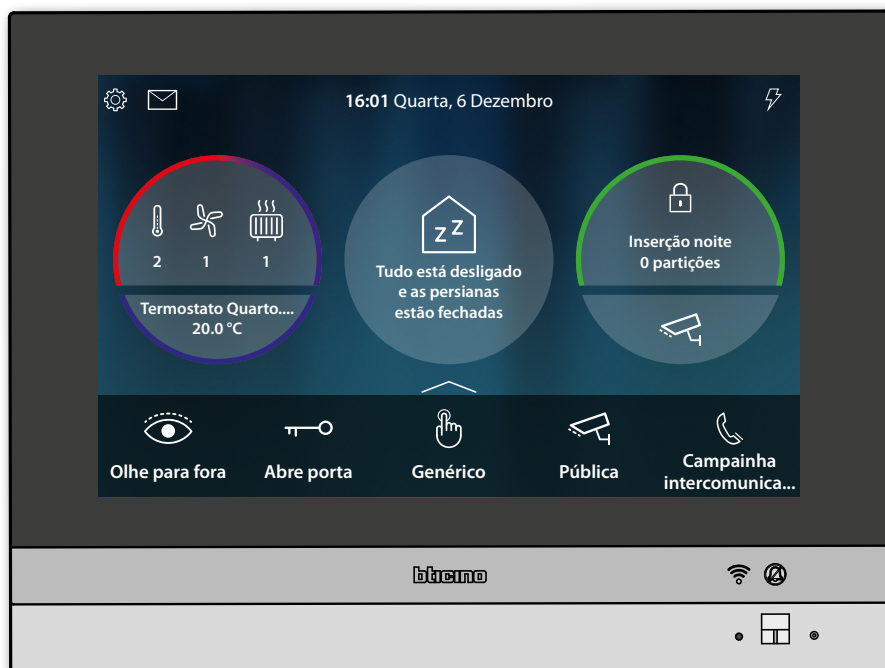 16:01 Quarta, 6 Dezembro
2 1 1
Termostato Quarto....
20.0 °C
z Z
Tudo está desligado
e as persianas
estão fechadas
Inserção noite
0 partições
Olhe para fora
Abre porta
Genérico
Pública
Campainha
intercomunica...
bticino